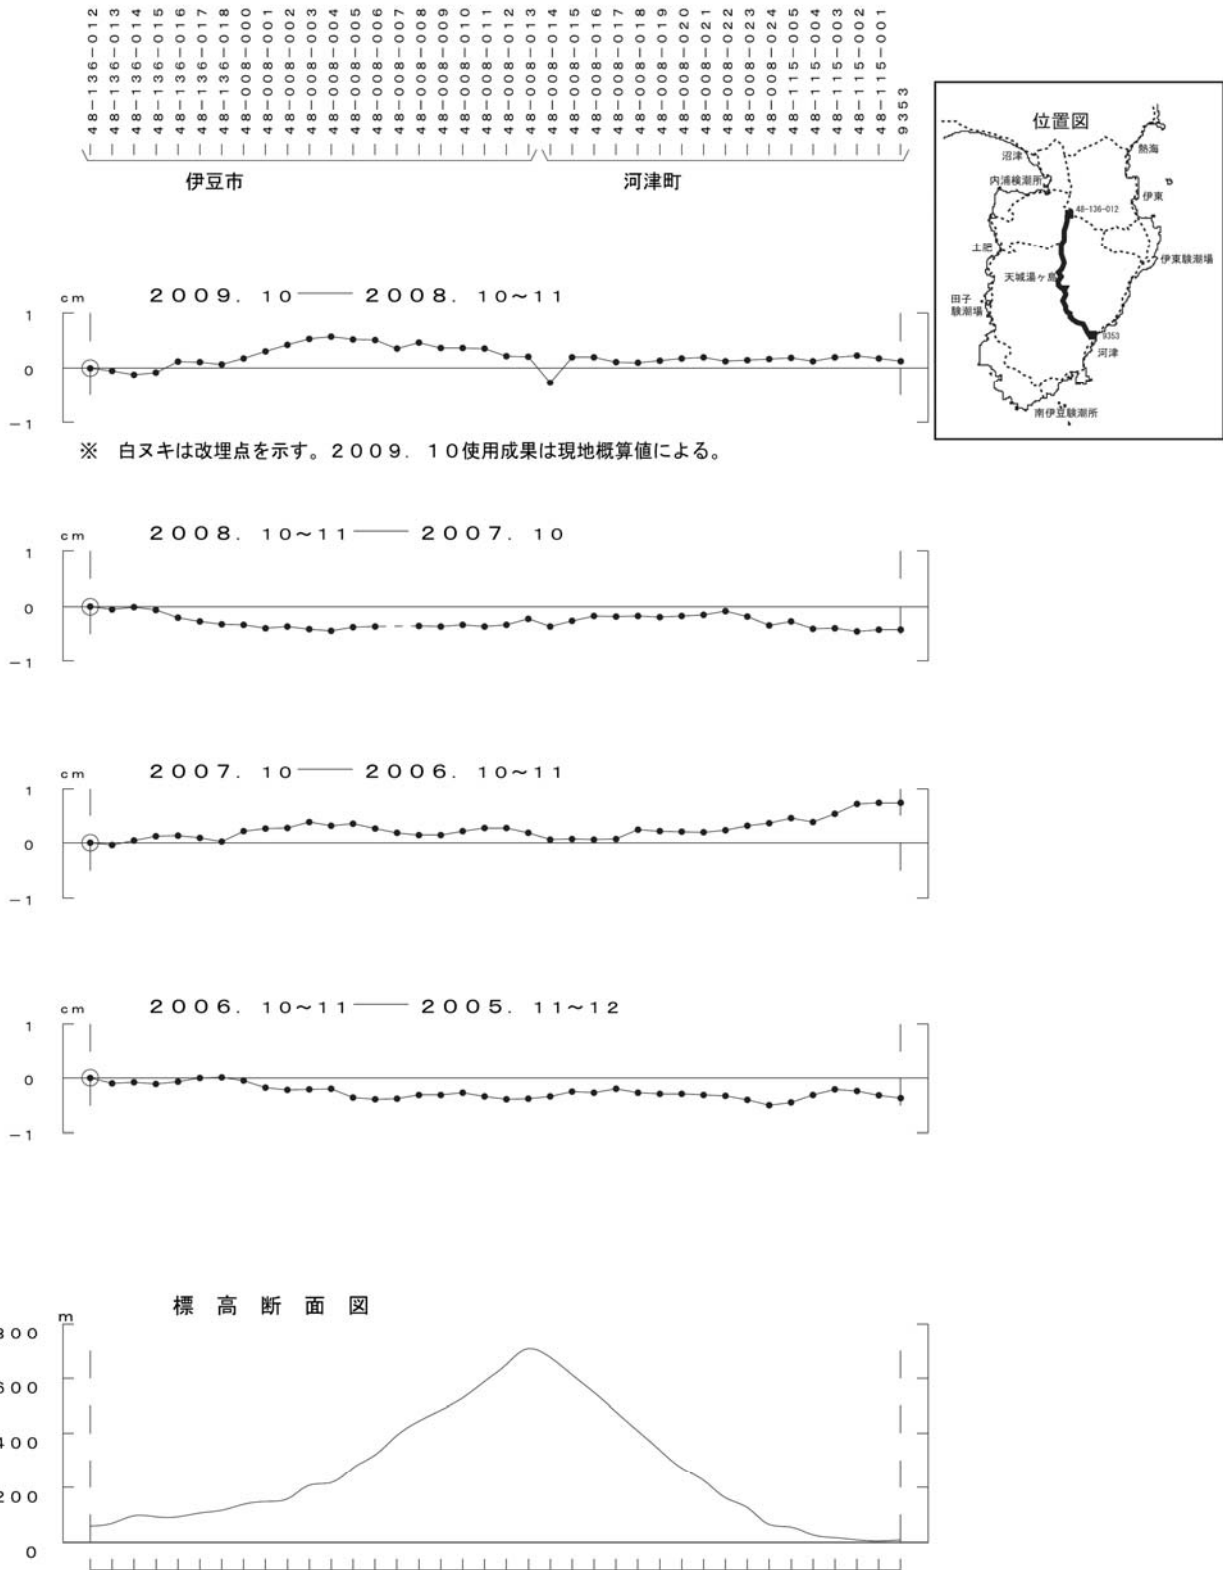 48-136-012
48-136-013
48-136-014
48-136-015
48-136-016
48-136-017
48-136-018
48-008-000
48-008-001
48-008-002
48-008-003
48-008-004
48-008-005
48-008-006
48-008-007
48-008-008
48-008-009
48-008-010
48-008-011
48-008-012
48-008-013
48-008-014
48-008-015
48-008-016
48-008-017
48-008-018
48-008-019
48-008-020
48-008-021
48-008-022
48-008-023
48-008-024
48-115-005
48-115-004
48-115-003
48-115-002
48-115-001
9353
伊豆市
河津町
位置図
沼津
熱海
内浦検潮所
伊東
48-136-012
土肥
伊東験潮場
天城湯ヶ島
田子
験潮場
9353
河津
南伊豆験潮所
cm
2009. 10 —— 2008. 10~11
1
0
-1
※ 白ヌキは改埋点を示す。2009. 10使用成果は現地概算値による。
cm
2008. 10~11 —— 2007. 10
1
0
-1
cm
2007. 10 —— 2006. 10~11
1
0
-1
cm
2006. 10~11 —— 2005. 11~12
1
0
-1
標高断面図
m
800
600
400
200
0